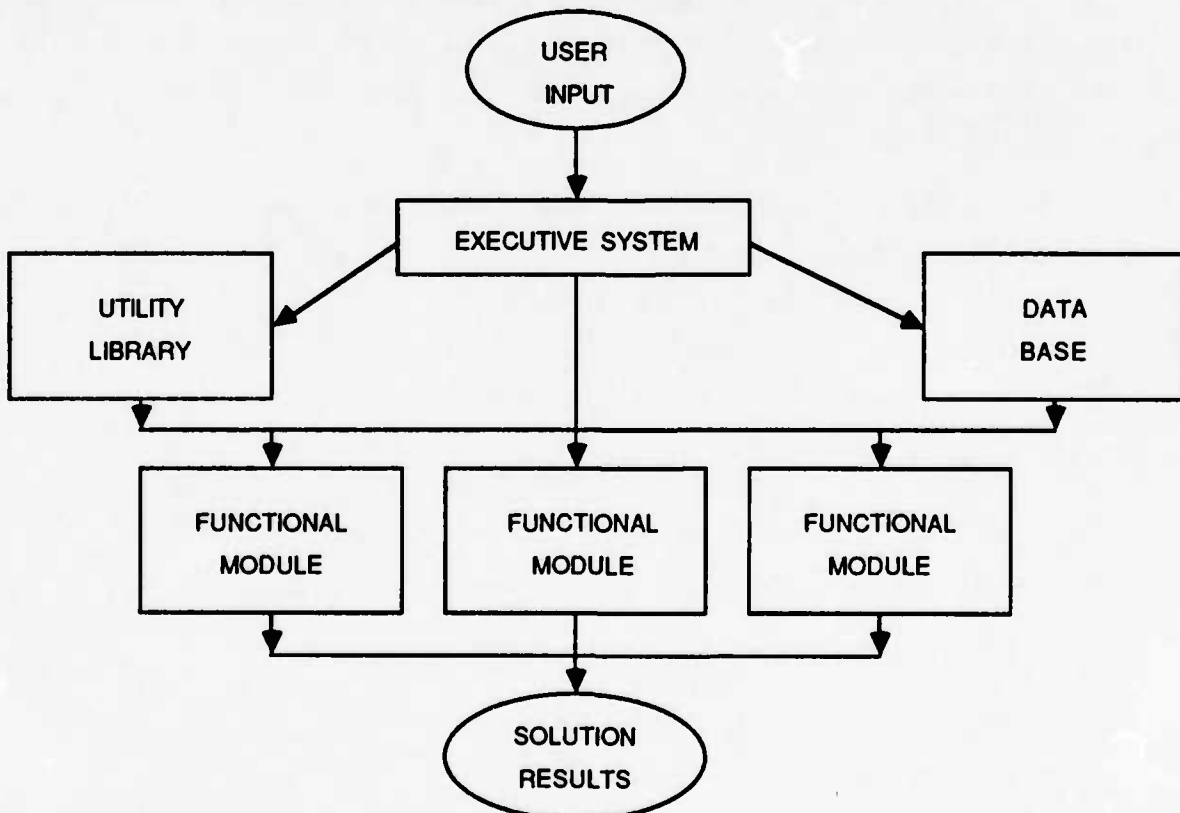 USER
INPUT
EXECUTIVE SYSTEM
UTILITY
LIBRARY
DATA
BASE
FUNCTIONAL
MODULE
FUNCTIONAL
MODULE
FUNCTIONAL
MODULE
SOLUTION
RESULTS